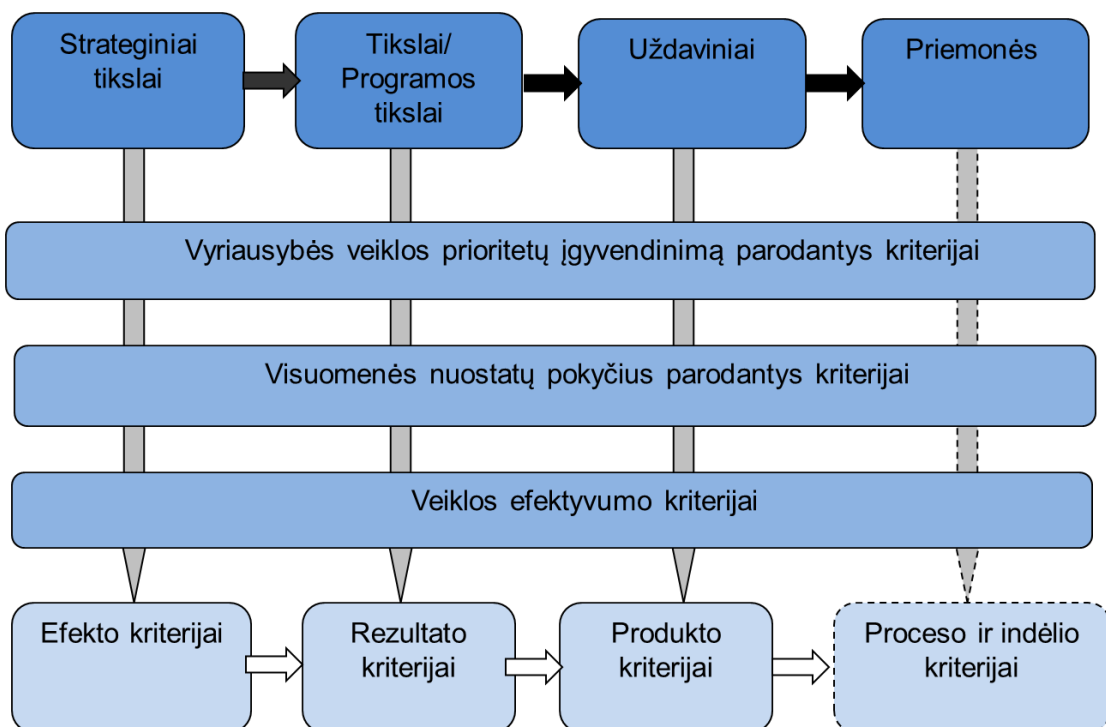 Strateginiai
tikslai
Tikslai/
Programos
tikslai
Uždaviniai
Priemonės
Vyriausybės veiklos prioritetų įgyvendinimą parodantys kriterijai
Visuomenės nuostatų pokyčius parodantys kriterijai
Veiklos efektyvumo kriterijai
Efekto kriterijai
Rezultato
kriterijai
Produkto
kriterijai
Proceso ir indėlio
kriterijai